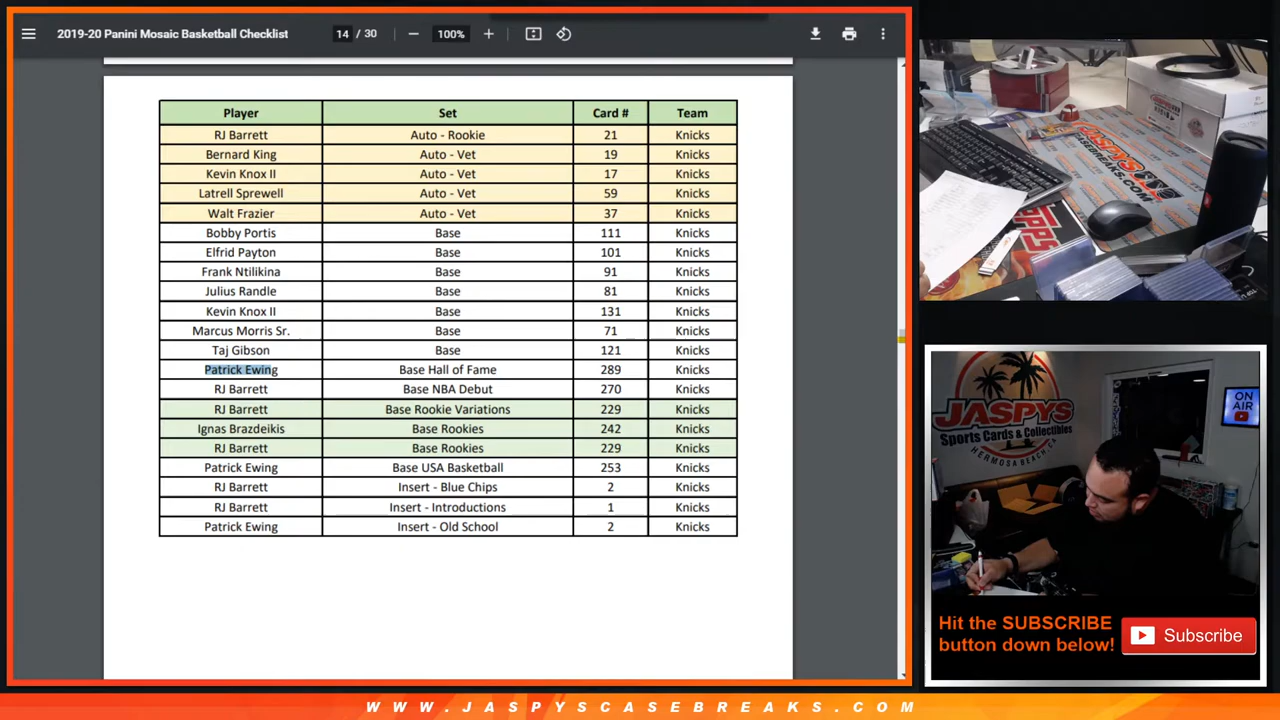 2019-20 Panini Mosaic Basketball Checklist 14 / 30 100%
Player Set Card # Team
RJ Barrett Auto - Rookie 21 Knicks
Bernard King Auto - Vet 19 Knicks
Kevin Knox II Auto - Vet 17 Knicks
Latrell Sprewell Auto - Vet 59 Knicks
Walt Frazier Auto - Vet 37 Knicks
Bobby Portis Base 111 Knicks
Elfrid Payton Base 101 Knicks
Frank Ntilikina Base 91 Knicks
Julius Randle Base 81 Knicks
Kevin Knox II Base 131 Knicks
Marcus Morris Sr. Base 71 Knicks
Taj Gibson Base 121 Knicks
Patrick Ewing Base Hall of Fame 289 Knicks
RJ Barrett Base NBA Debut 270 Knicks
RJ Barrett Base Rookie Variations 229 Knicks
Ignas Brazdeikis Base Rookies 242 Knicks
RJ Barrett Base Rookies 229 Knicks
Patrick Ewing Base USA Basketball 253 Knicks
RJ Barrett Insert - Blue Chips 2 Knicks
RJ Barrett Insert - Introductions 1 Knicks
Patrick Ewing Insert - Old School 2 Knicks
JASPYS
CASEBREAKS.COM
TOPPS
JASPYS
Sports Cards & Collectibles
HERMOSA BEACH, CA
ON
AIR
Hit the SUBSCRIBE
button down below!
Subscribe
WWW.JASPYSCASEBREAKS.COM